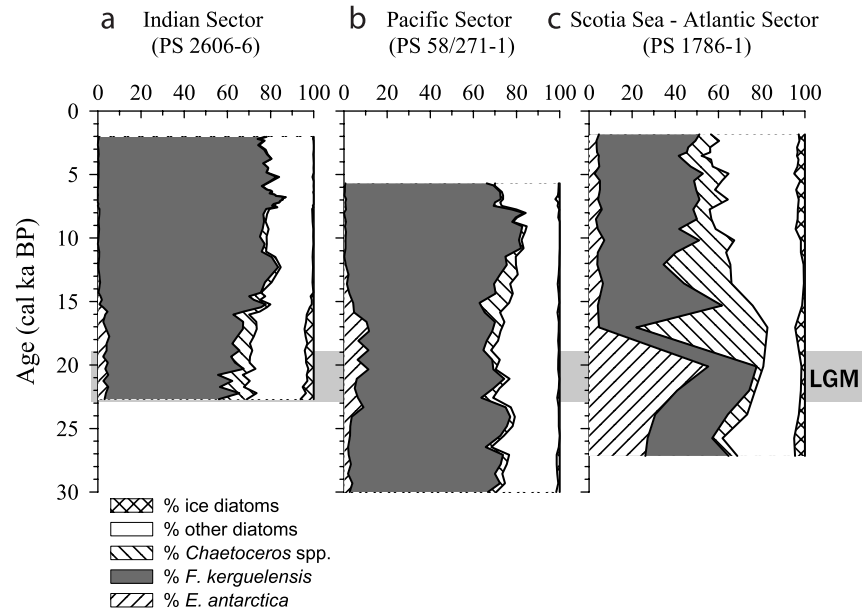 a Indian Sector
(PS 2606-6)
b Pacific Sector
(PS 58/271-1)
c Scotia Sea - Atlantic Sector
(PS 1786-1)
0 20 40 60 80 100
0 20 40 60 80 100
0 20 40 60 80 100
Age (cal ka BP)
0
5
10
15
20
25
30
LGM
% ice diatoms
% other diatoms
% Chaetoceros spp.
% F. kerguelensis
% E. antarctica